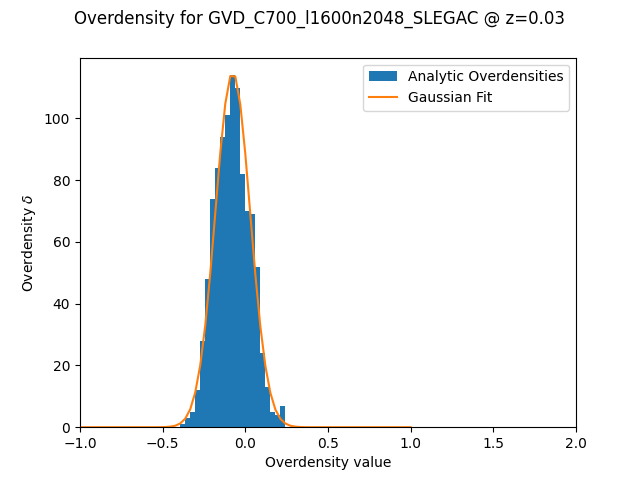 Overdensity for GVD_C700_l1600n2048_SLEGAC @ z=0.03
Analytic Overdensities
Gaussian Fit
Overdensity δ
100
80
60
40
20
0
−1.0 −0.5 0.0 0.5 1.0 1.5 2.0
Overdensity value